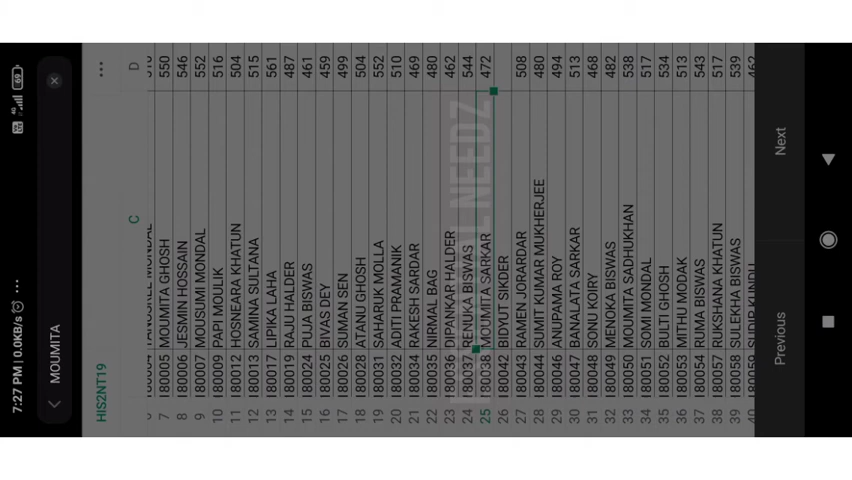 7:27 PM | 0.0KB/s ... 4G 69
MOUMITA
HIS2NT19 ...
C D
7 180005 MOUMITA GHOSH 550
8 180006 JESMIN HOSSAIN 546
9 180007 MOUSUMI MONDAL 552
10 180009 PAPI MOULIK 516
11 180012 HOSNEARA KHATUN 504
12 180013 SAMINA SULTANA 515
13 180017 LIPIKA LAHA 561
14 180019 RAJU HALDER 487
15 180024 PUJA BISWAS 461
16 180025 BIVAS DEY 459
17 180026 SUMAN SEN 499
18 180028 ATANU GHOSH 504
19 180031 SAHARUK MOLLA 552
20 180032 ADITI PRAMANIK 510
21 180034 RAKESH SARDAR 469
22 180035 NIRMAL BAG 480
23 180036 DIPANKAR HALDER 462
24 180037 RENUKA BISWAS 544
25 180038 MOUMITA SARKAR 472
26 180042 BIDYUT SIKDER
27 180043 RAMEN JORARDAR 508
28 180044 SUMIT KUMAR MUKHERJEE 480
29 180046 ANUPAMA ROY 494
30 180047 BANALATA SARKAR 513
31 180048 SONU KOIRY 468
32 180049 MENOKA BISWAS 482
33 180050 MOUMITA SADHUKHAN 538
34 180051 SOMI MONDAL 517
35 180052 BULTI GHOSH 534
36 180053 MITHU MODAK 513
37 180054 RUMA BISWAS 543
38 180057 RUKSHANA KHATUN 517
39 180058 SULEKHA BISWAS 539
40 180059 462
NEEDZ
Previous Next